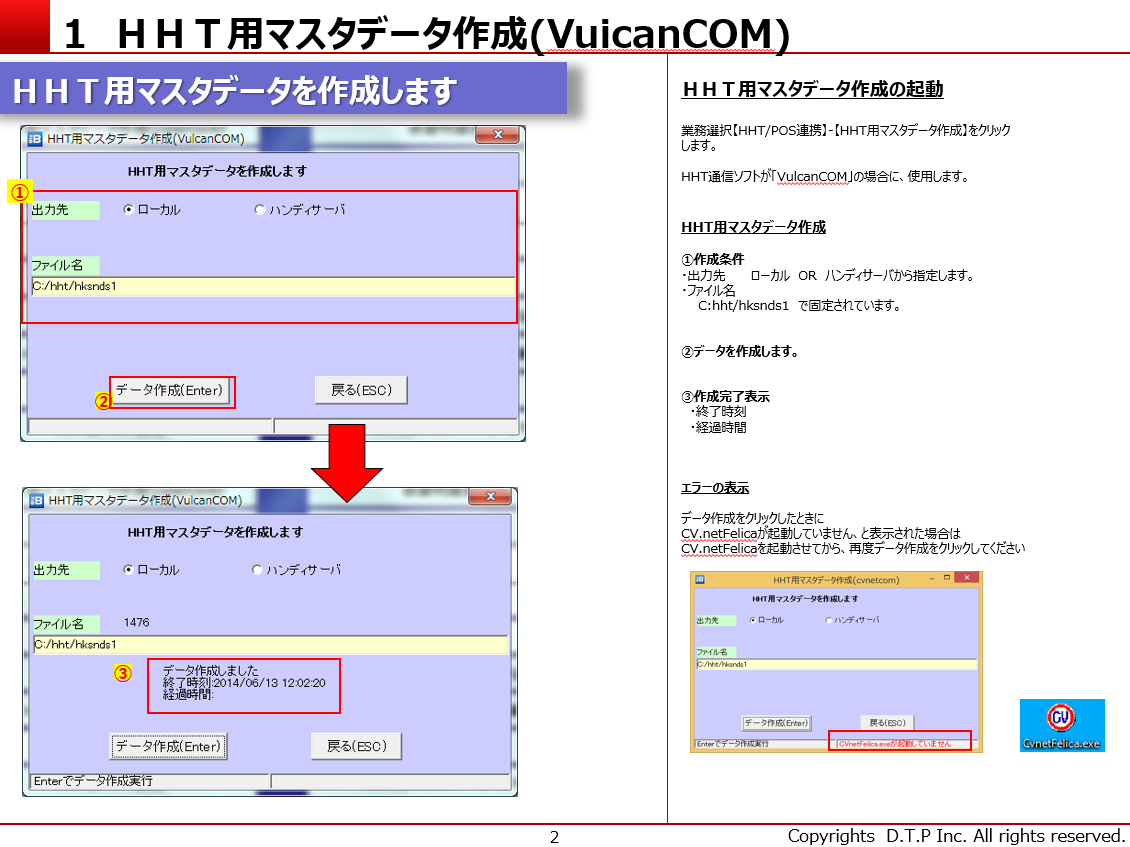 1 ＨＨＴ用マスタデータ作成(VuicanCOM)
ＨＨＴ用マスタデータを作成します
HHT用マスタデータ作成(VulcanCOM)
HHT用マスタデータを作成します
①
出力先 ローカル ハンディサーバ
ファイル名
C:/hht/hksnds1
② データ作成(Enter) 戻る(ESC)
HHT用マスタデータ作成(VulcanCOM)
HHT用マスタデータを作成します
出力先 ローカル ハンディサーバ
ファイル名 1476
C:/hht/hksnds1
③
データ作成しました
終了時刻:2014/06/13 12:02:20
経過時間:
データ作成(Enter) 戻る(ESC)
Enterでデータ作成実行
ＨＨＴ用マスタデータ作成の起動
業務選択【HHT/POS連携】-【HHT用マスタデータ作成】をクリック
します。
HHT通信ソフトが「VulcanCOM」の場合に、使用します。
HHT用マスタデータ作成
①作成条件
・出力先 ローカル OR ハンディサーバから指定します。
・ファイル名
C:hht/hksnds1 で固定されています。
②データを作成します。
③作成完了表示
・終了時刻
・経過時間
エラーの表示
データ作成をクリックしたときに
CV.netFelicaが起動していません、と表示された場合は
CV.netFelicaを起動させてから、再度データ作成をクリックしてください
HHT用マスタデータ作成(cvnetcom)
HHT用マスタデータを作成します
出力先 ローカル ハンディサーバ
ファイル名
C:/hht/hksnds1
データ作成(Enter) 戻る(ESC)
Enterでデータ作成実行 CVnetFelica.exeが起動していません
CV
CvnetFelica.exe
2
Copyrights D.T.P Inc. All rights reserved.